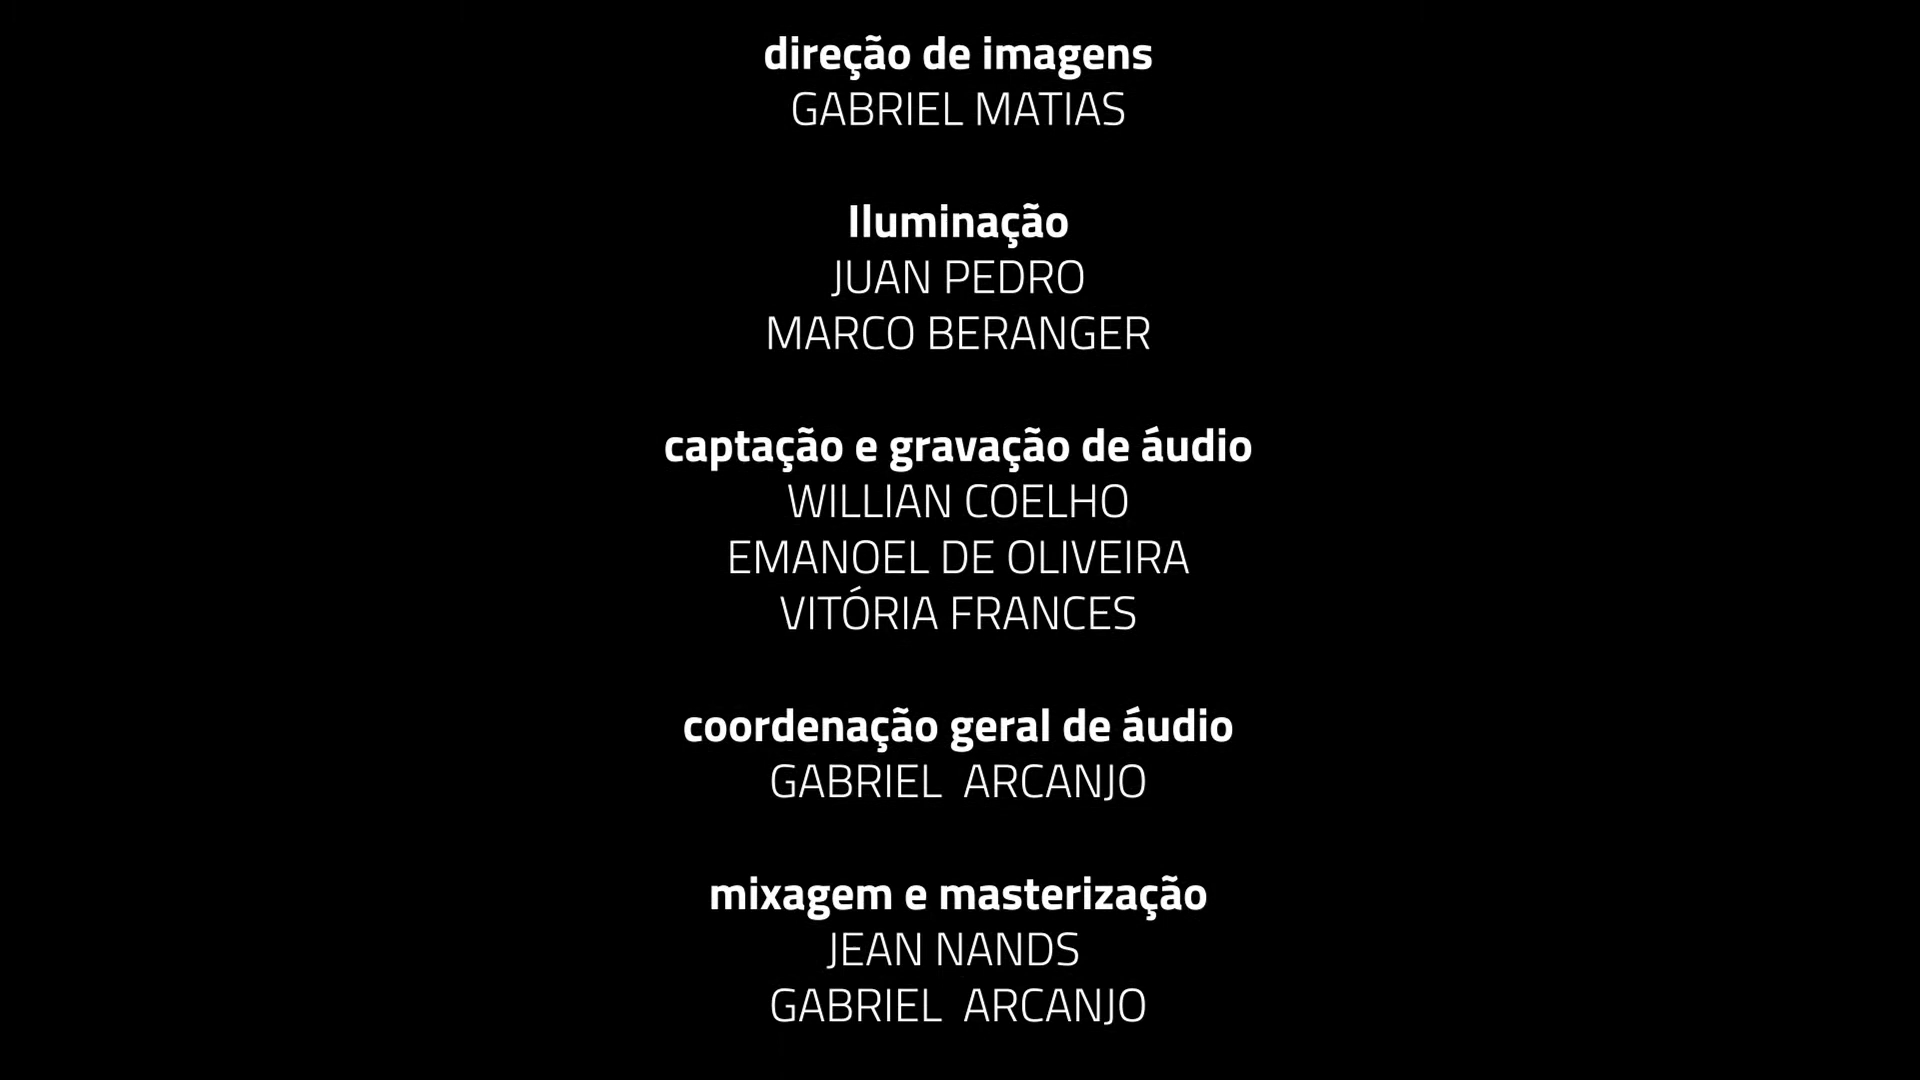 direção de imagens
GABRIEL MATIAS
Iluminação
JUAN PEDRO
MARCO BERANGER
captação e gravação de áudio
WILLIAN COELHO
EMANOEL DE OLIVEIRA
VITÓRIA FRANCES
coordenação geral de áudio
GABRIEL  ARCANJO
mixagem e masterização
JEAN NANDS
GABRIEL  ARCANJO